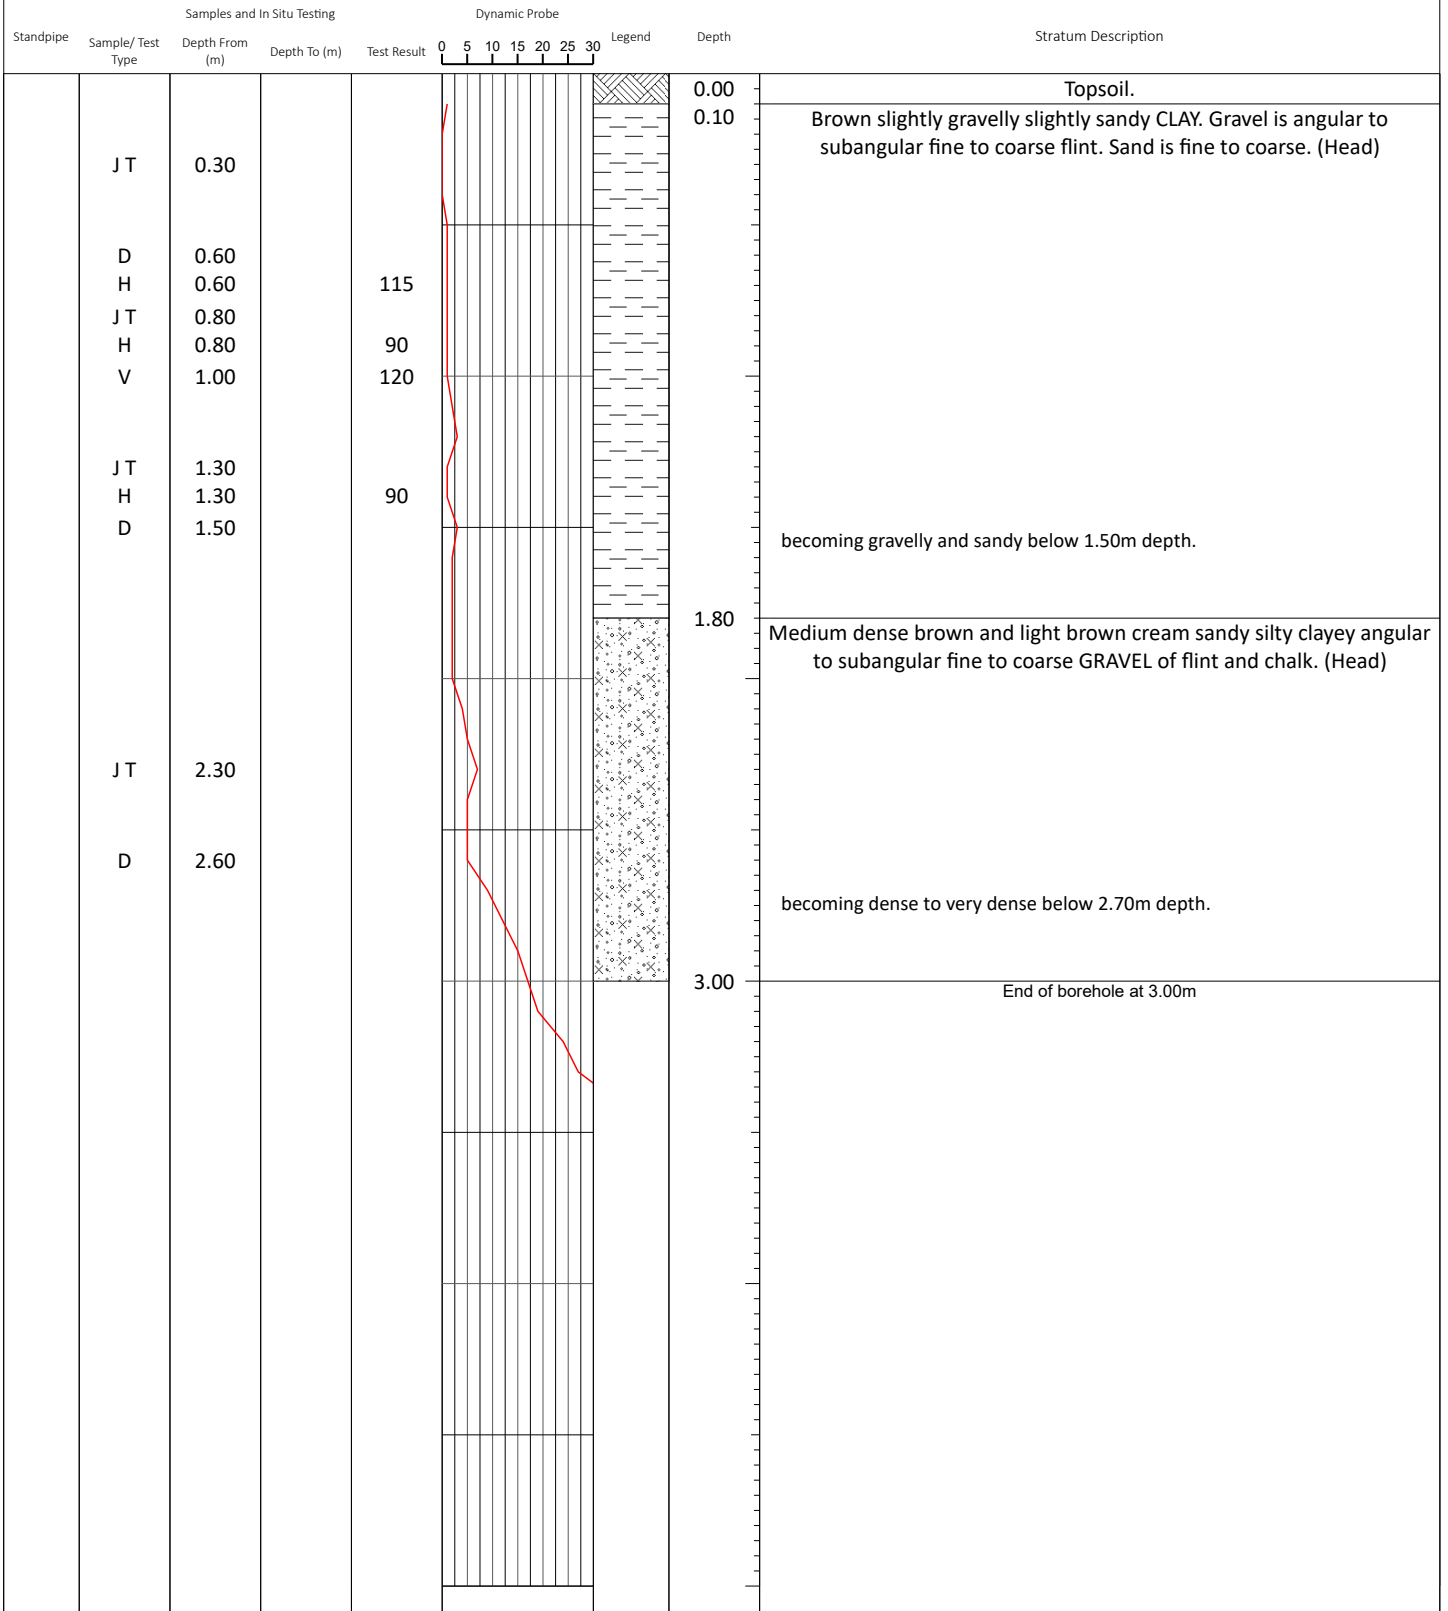 Samples and In Situ Testing
Dynamic Probe
Standpipe
Sample/ Test
Type
Depth From
(m)
Depth To (m)
Test Result
0 5 10 15 20 25 30
Legend
Depth
Stratum Description
0.00 Topsoil.
0.10 Brown slightly gravelly slightly sandy CLAY. Gravel is angular to
subangular fine to coarse flint. Sand is fine to coarse. (Head)
J T 0.30
D 0.60
H 0.60 115
J T 0.80
H 0.80 90
V 1.00 120
J T 1.30
H 1.30 90
D 1.50
becoming gravelly and sandy below 1.50m depth.
1.80
Medium dense brown and light brown cream sandy silty clayey angular
to subangular fine to coarse GRAVEL of flint and chalk. (Head)
J T 2.30
D 2.60
becoming dense to very dense below 2.70m depth.
3.00
End of borehole at 3.00m